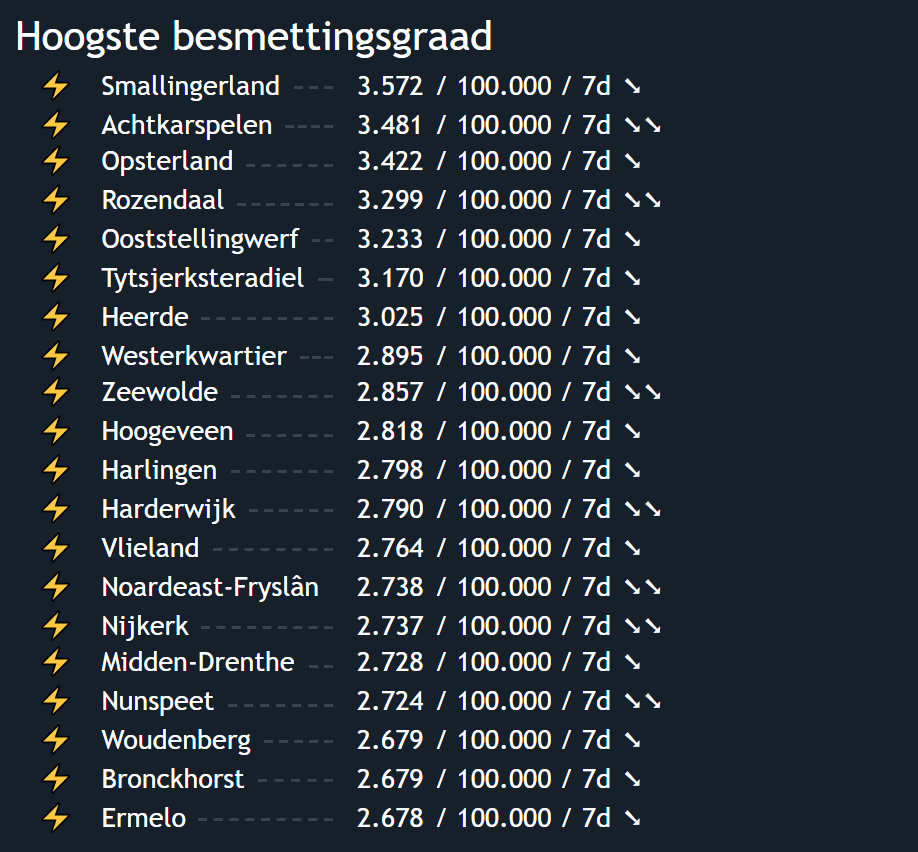 Hoogste besmettingsgraad
⚡ Smallingerland --- 3.572 / 100.000 / 7d ➘
⚡ Achtkarspelen ---- 3.481 / 100.000 / 7d ➘➘
⚡ Opsterland ------ 3.422 / 100.000 / 7d ➘
⚡ Rozendaal ------- 3.299 / 100.000 / 7d ➘➘
⚡ Ooststellingwerf -- 3.233 / 100.000 / 7d ➘
⚡ Tytsjerksteradiel - 3.170 / 100.000 / 7d ➘
⚡ Heerde --------- 3.025 / 100.000 / 7d ➘
⚡ Westerkwartier --- 2.895 / 100.000 / 7d ➘
⚡ Zeewolde ------- 2.857 / 100.000 / 7d ➘➘
⚡ Hoogeveen ------ 2.818 / 100.000 / 7d ➘
⚡ Harlingen ------- 2.798 / 100.000 / 7d ➘
⚡ Harderwijk ------ 2.790 / 100.000 / 7d ➘➘
⚡ Vlieland -------- 2.764 / 100.000 / 7d ➘
⚡ Noardeast-Fryslân 2.738 / 100.000 / 7d ➘➘
⚡ Nijkerk --------- 2.737 / 100.000 / 7d ➘➘
⚡ Midden-Drenthe -- 2.728 / 100.000 / 7d ➘
⚡ Nunspeet ------- 2.724 / 100.000 / 7d ➘➘
⚡ Woudenberg ----- 2.679 / 100.000 / 7d ➘
⚡ Bronckhorst ----- 2.679 / 100.000 / 7d ➘
⚡ Ermelo --------- 2.678 / 100.000 / 7d ➘